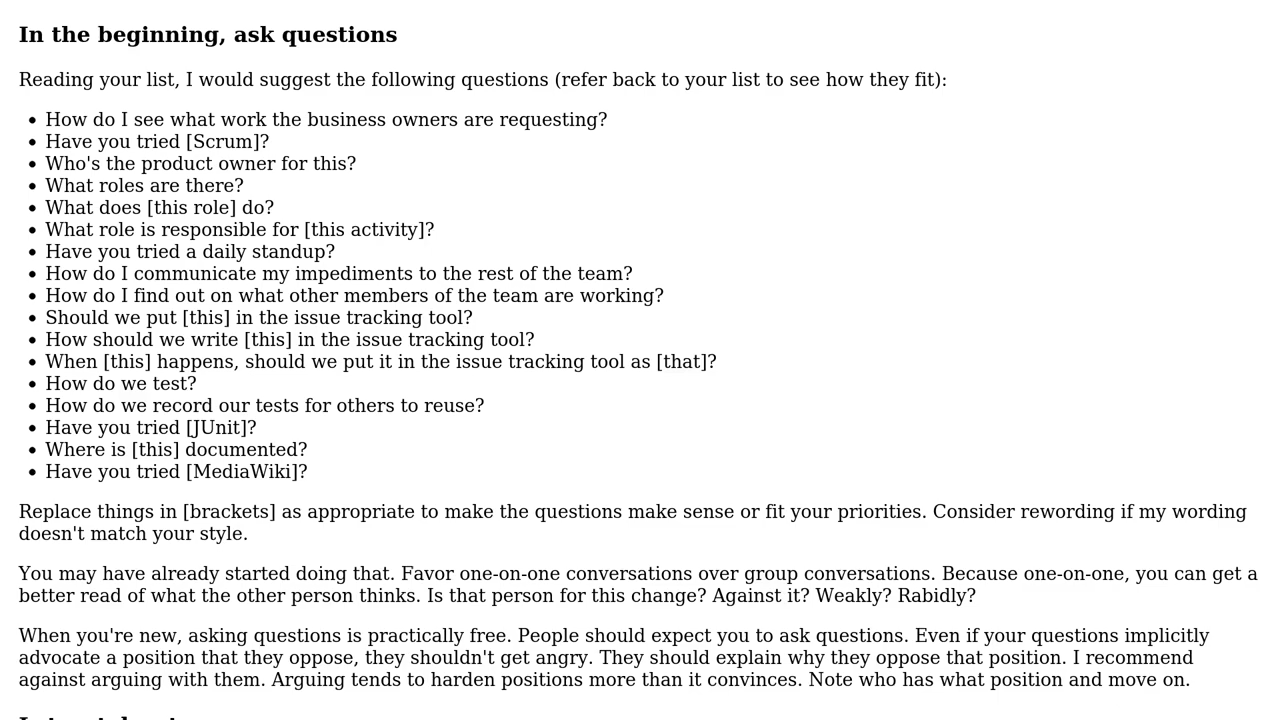 In the beginning, ask questions
Reading your list, I would suggest the following questions (refer back to your list to see how they fit):
• How do I see what work the business owners are requesting?
• Have you tried [Scrum]?
• Who's the product owner for this?
• What roles are there?
• What does [this role] do?
• What role is responsible for [this activity]?
• Have you tried a daily standup?
• How do I communicate my impediments to the rest of the team?
• How do I find out on what other members of the team are working?
• Should we put [this] in the issue tracking tool?
• How should we write [this] in the issue tracking tool?
• When [this] happens, should we put it in the issue tracking tool as [that]?
• How do we test?
• How do we record our tests for others to reuse?
• Have you tried [JUnit]?
• Where is [this] documented?
• Have you tried [MediaWiki]?
Replace things in [brackets] as appropriate to make the questions make sense or fit your priorities. Consider rewording if my wording
doesn't match your style.
You may have already started doing that. Favor one-on-one conversations over group conversations. Because one-on-one, you can get a
better read of what the other person thinks. Is that person for this change? Against it? Weakly? Rabidly?
When you're new, asking questions is practically free. People should expect you to ask questions. Even if your questions implicitly
advocate a position that they oppose, they shouldn't get angry. They should explain why they oppose that position. I recommend
against arguing with them. Arguing tends to harden positions more than it convinces. Note who has what position and move on.